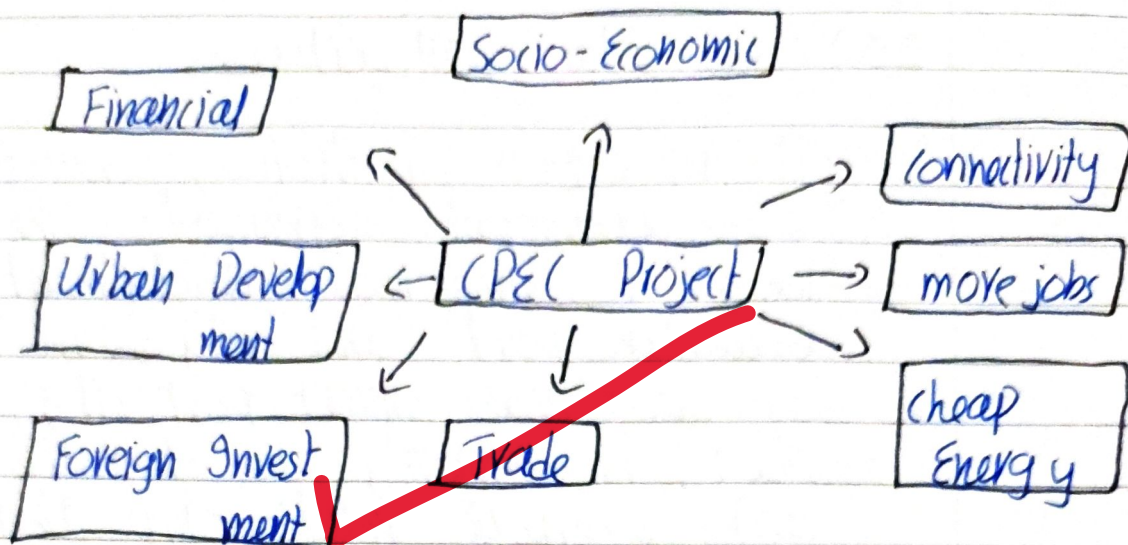 Socio-Economic
Financial
connectivity
Urban Develop
ment
CPEC Project
more jobs
Foreign Invest
ment
Trade
cheap
Energy